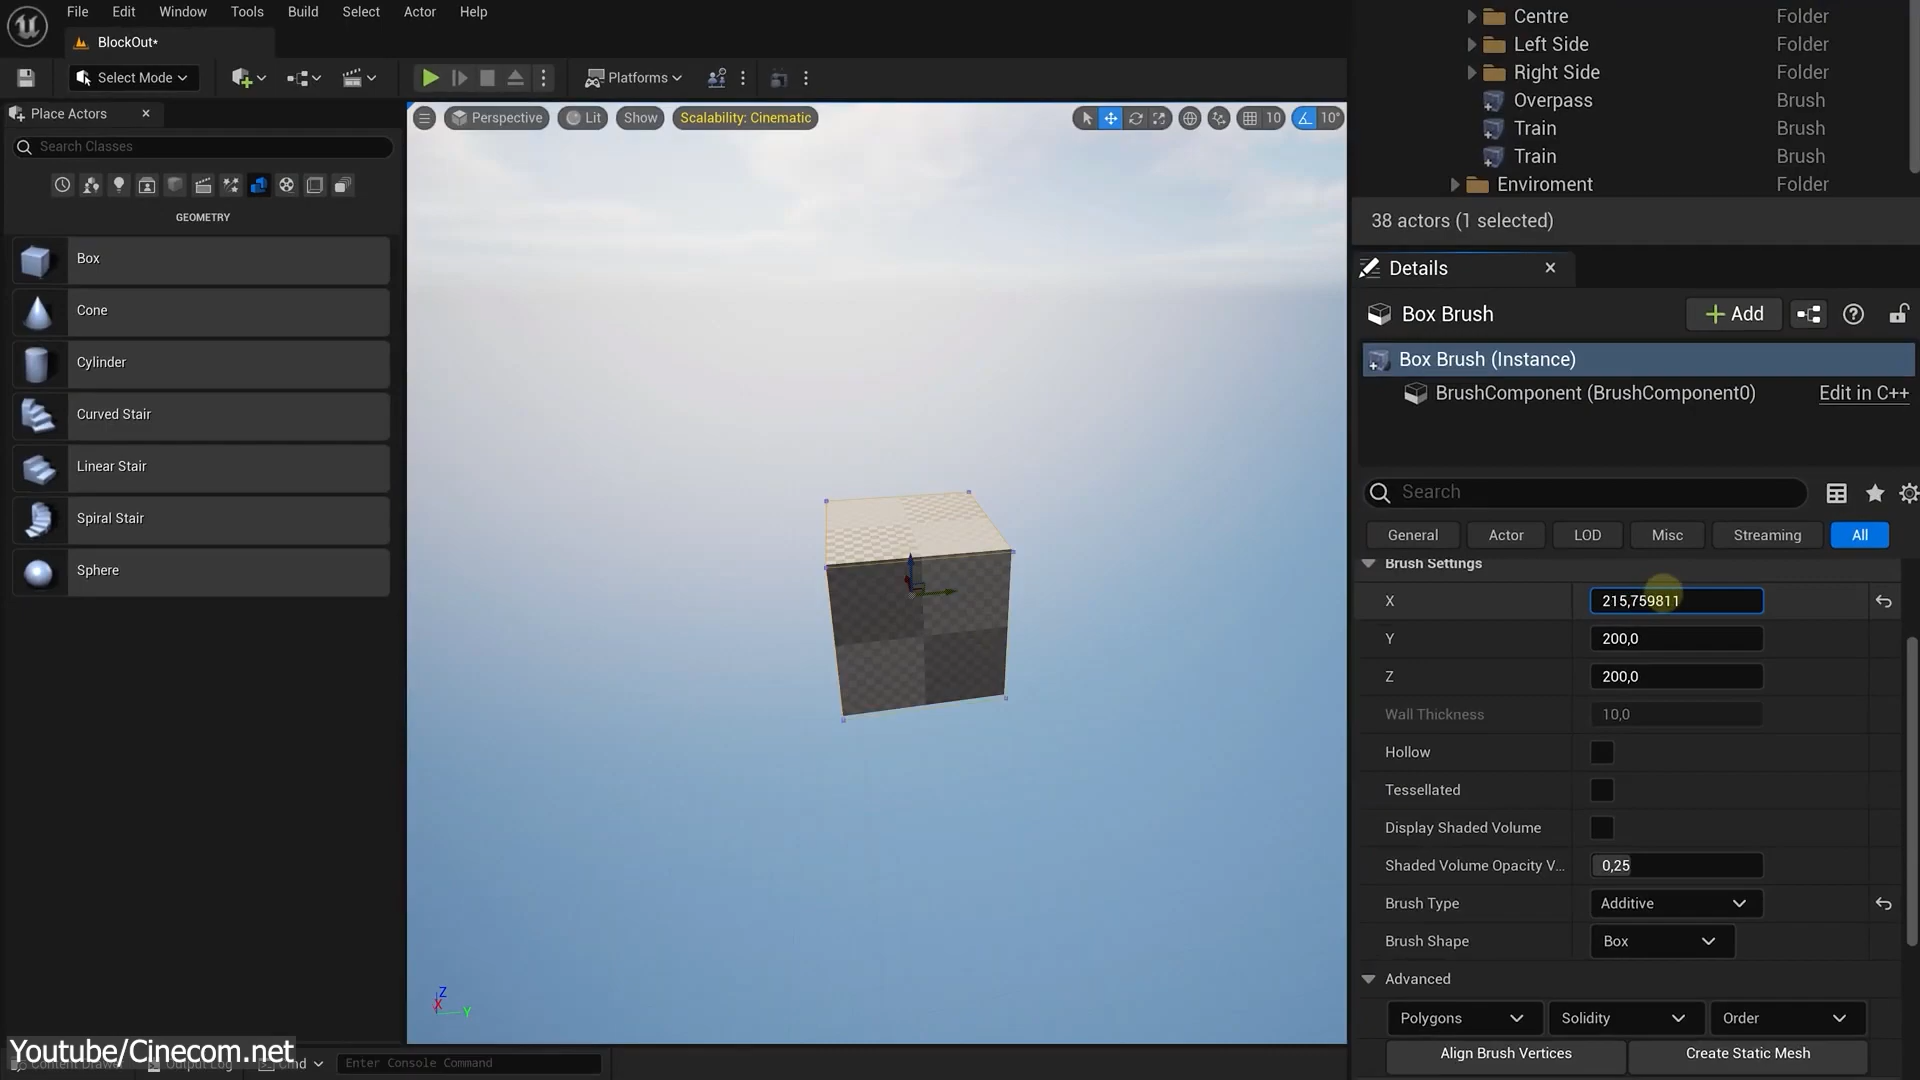 File Edit Window Tools Build Select Actor Help
BlockOut*
Select Mode
Platforms
Place Actors
Search Classes
GEOMETRY
Box
Cone
Cylinder
Curved Stair
Linear Stair
Spiral Stair
Sphere
Perspective Lit Show Scalability: Cinematic 10 10°
Z
X
Y
Centre Folder
Left Side Folder
Right Side Folder
Overpass Brush
Train Brush
Train Brush
Enviroment Folder
38 actors (1 selected)
Details
Box Brush Add
Box Brush (Instance)
BrushComponent (BrushComponent0) Edit in C++
Search
General Actor LOD Misc Streaming All
Brush Settings
X 215,759811
Y 200,0
Z 200,0
Wall Thickness 10,0
Hollow
Tessellated
Display Shaded Volume
Shaded Volume Opacity V... 0,25
Brush Type Additive
Brush Shape Box
Advanced
Polygons Solidity Order
Align Brush Vertices Create Static Mesh
Youtube/Cinecom.net
Content Drawer Output Log Cmd Enter Console Command